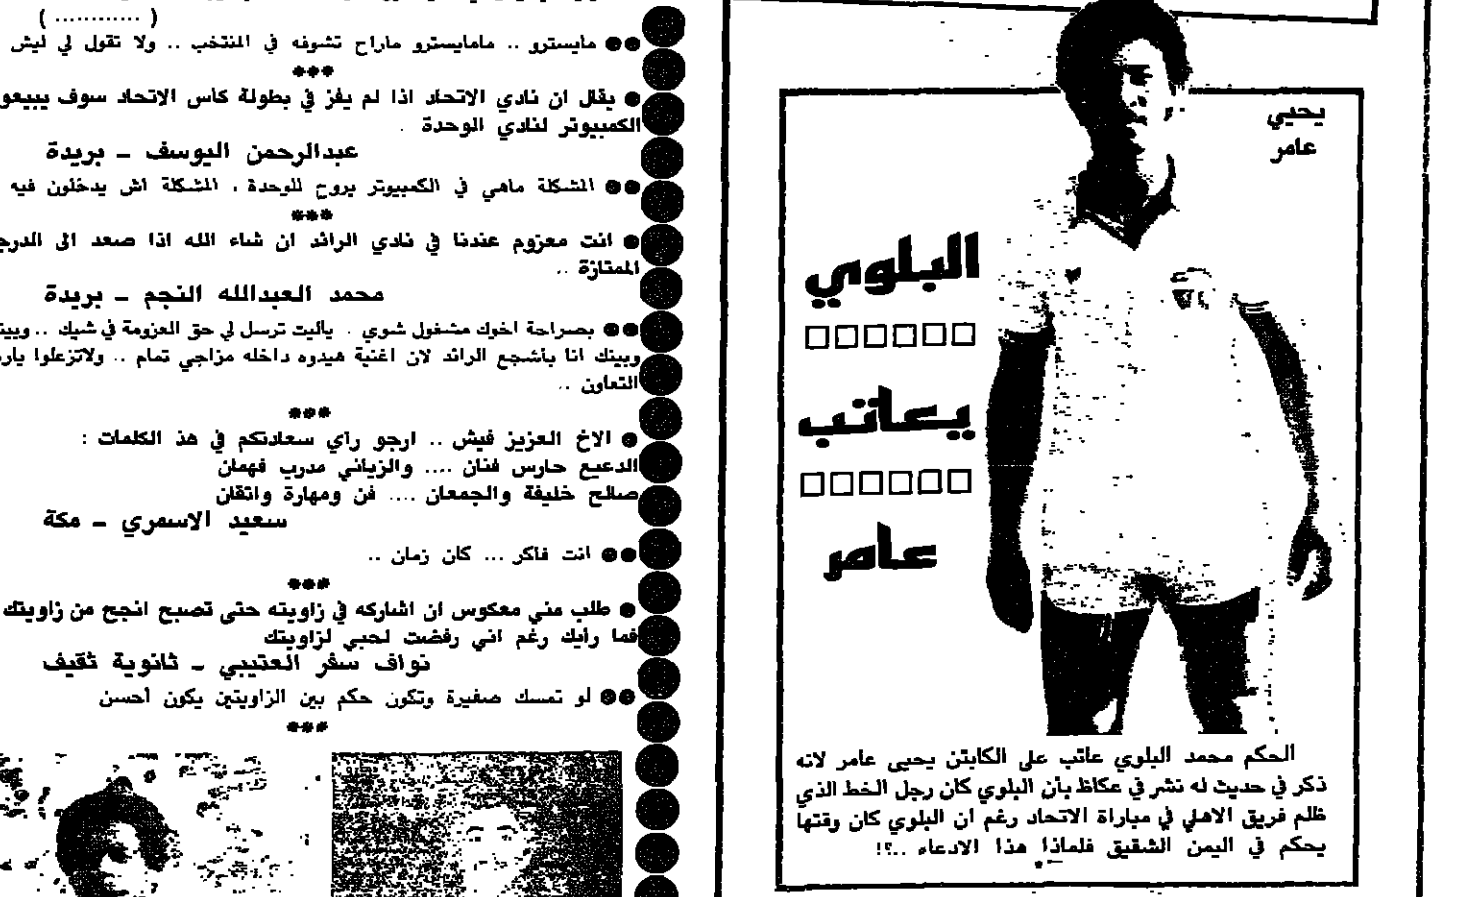 يحيي
عامر
البلوي
يعاتب
عامر
الحكم محمد البلوي عاتب على الكابتن يحيى عامر لانه
ذكر في حديث له نشر في عكاظ بأن البلوي كان رجل الخط الذي
ظلم فريق الاهلي في مباراة الاتحاد رغم ان البلوي كان وقتها
يحكم في اليمن الشقيق فلماذا هذا الادعاء ..؟!
( ............ )
●● مايسترو .. مامايسترو ماراح تشوفه في المنتخب .. ولا تقول لي ليش
***
● يقال ان نادي الاتحاد اذا لم يفز في بطولة كاس الاتحاد سوف يبيعو
الكمبيوتر لنادي الوحدة .
عبدالرحمن اليوسف ـ بريدة
●● المشكلة ماهي في الكمبيوتر يروح للوحدة ، المشكلة اش يدخلون فيه
***
● انت معزوم عندنا في نادي الرائد ان شاء الله اذا صعد الى الدرج
الممتازة ..
محمد العبدالله النجم ـ بريدة
●● بصراحة اخوك مشغول شوي . ياليت ترسل لي حق العزومة في شيك .. وبين
وبينك انا باشجع الرائد لان اغنية هيدوه داخله مزاجي تمام .. ولاتزعلوا يار
التعاون ..
***
● الاخ العزيز فيش .. ارجو راي سعادتكم في هذ الكلمات :
الدعيع حارس فنان .... والزياني مدرب فهمان
صالح خليفة والجمعان .... فن ومهارة واتقان
سعيد الاسمري ـ مكة
●● انت فاكر ... كان زمان ..
***
● طلب مني معكوس ان اشاركه في زاويته حتى تصبح انجح من زاويتك
فما رأيك رغم اني رفضت لحبي لزاويتك
نواف سفر العتيبي ـ ثانوية ثقيف
●● لو تمسك صفيرة وتكون حكم بين الزاويتين يكون أحسن
***